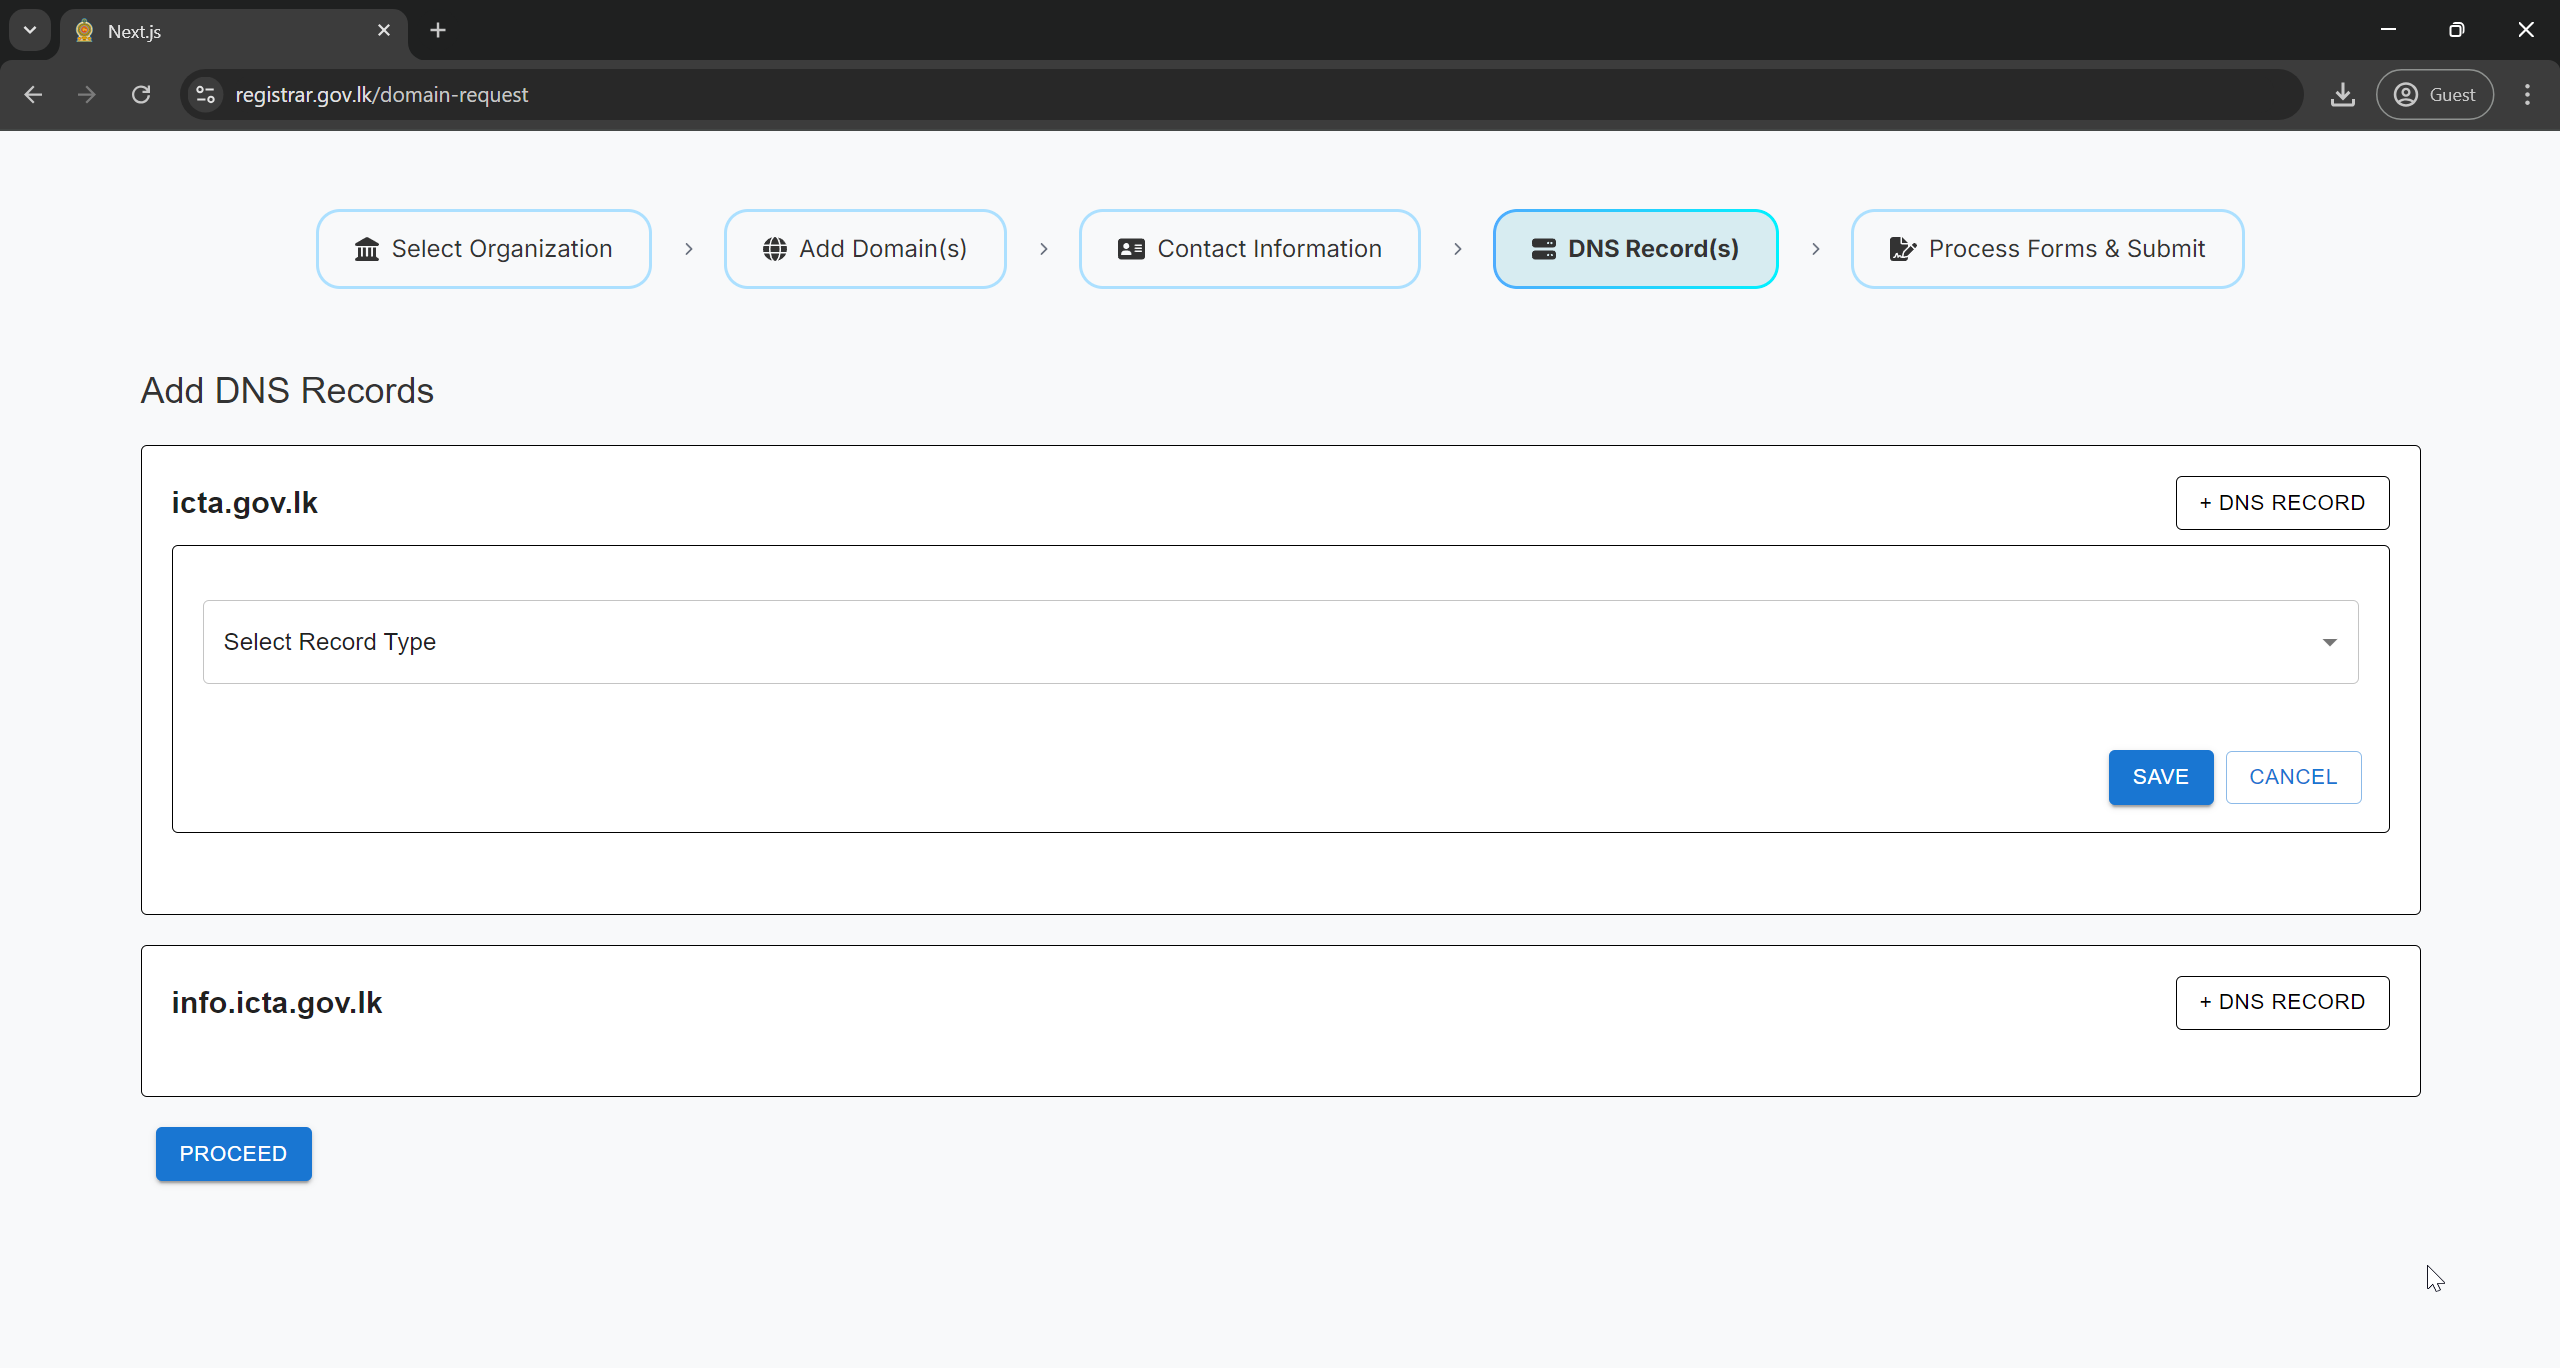 Next.js
registrar.gov.lk/domain-request
Guest
Select Organization
Add Domain(s)
Contact Information
DNS Record(s)
Process Forms & Submit
Add DNS Records
icta.gov.lk
+ DNS RECORD
Select Record Type
SAVE
CANCEL
info.icta.gov.lk
+ DNS RECORD
PROCEED